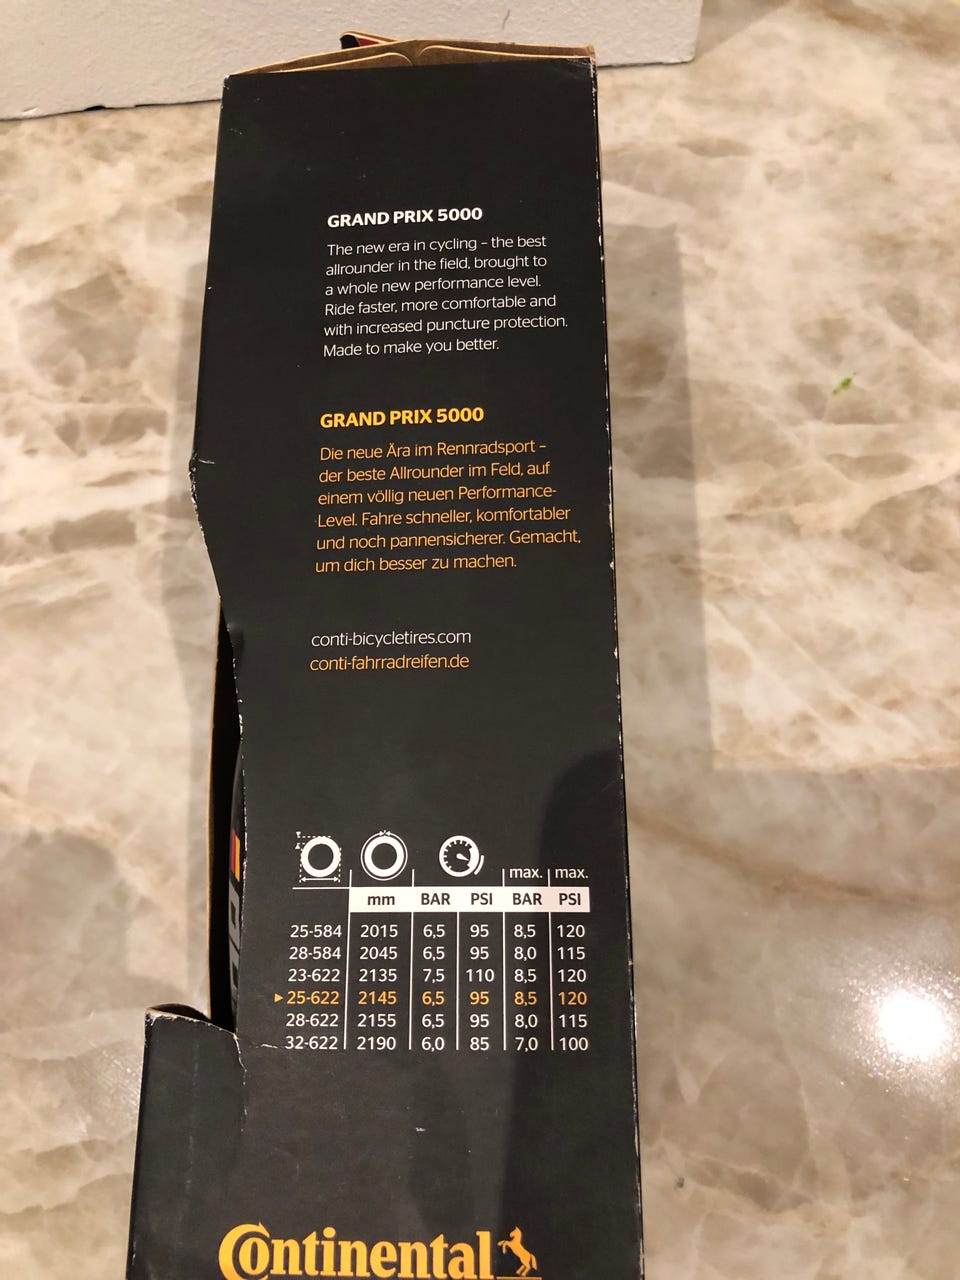 GRAND PRIX 5000
The new era in cycling – the best
allrounder in the field, brought to
a whole new performance level.
Ride faster, more comfortable and
with increased puncture protection.
Made to make you better.
GRAND PRIX 5000
Die neue Ära im Rennradsport –
der beste Allrounder im Feld, auf
einem völlig neuen Performance-
Level. Fahre schneller, komfortabler
und noch pannensicherer. Gemacht,
um dich besser zu machen.
conti-bicycletires.com
conti-fahrradreifen.de
max. max.
mm BAR PSI BAR PSI
25-584 2015 6,5 95 8,5 120
28-584 2045 6,5 95 8,0 115
23-622 2135 7,5 110 8,5 120
▸25-622 2145 6,5 95 8,5 120
28-622 2155 6,5 95 8,0 115
32-622 2190 6,0 85 7,0 100
Continental